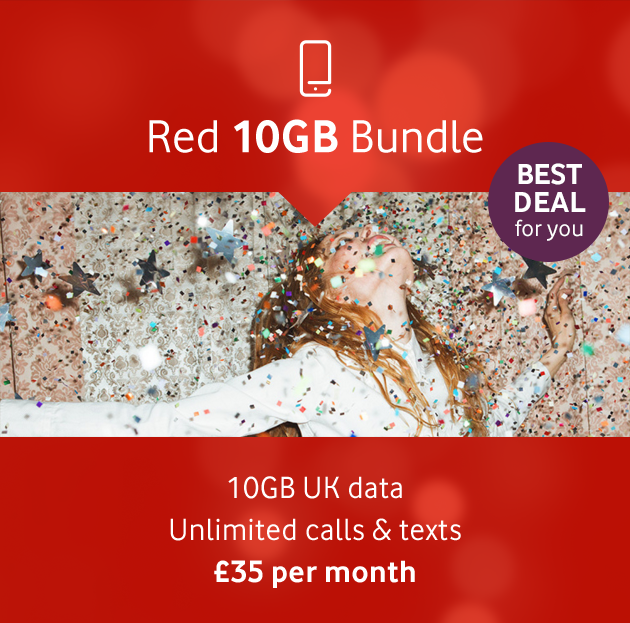 Red 10GB Bundle
BEST
DEAL
for you
10GB UK data
Unlimited calls & texts
£35 per month